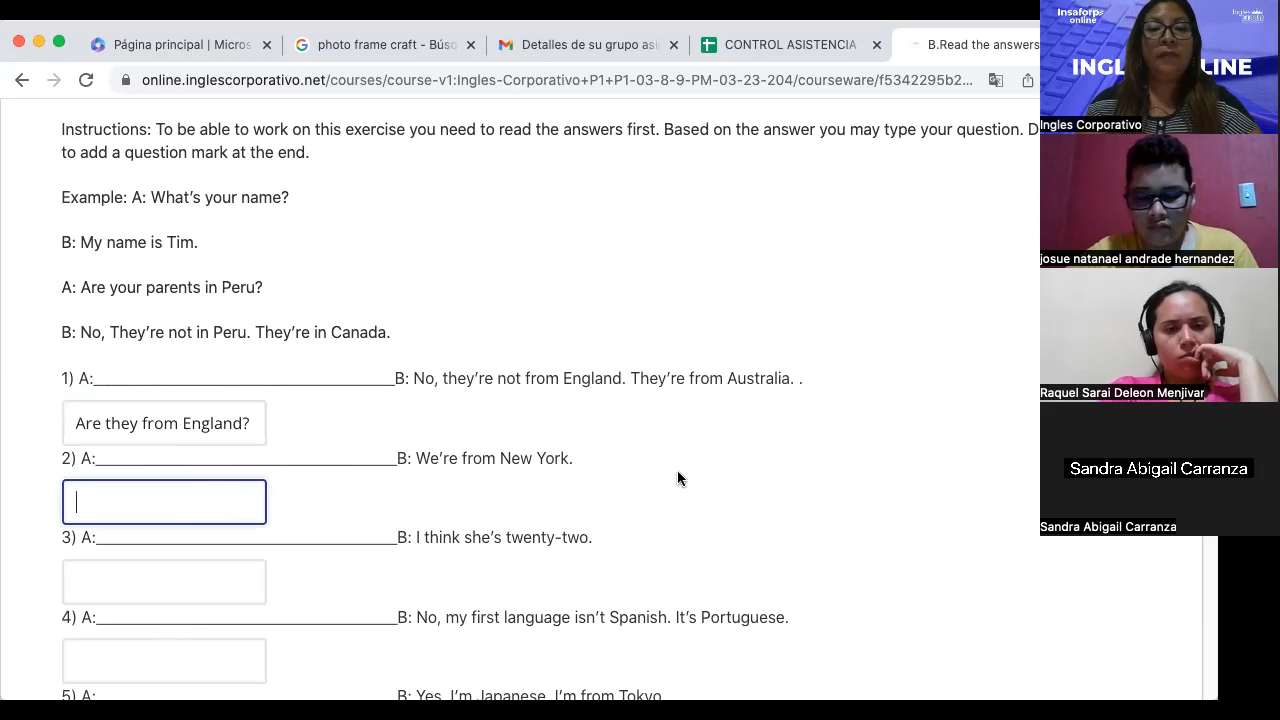 Página principal | Micros
photo frame craft - Búsq
Detalles de su grupo asi
CONTROL ASISTENCIA
B.Read the answers
online.inglescorporativo.net/courses/course-v1:Ingles-Corporativo+P1+P1-03-8-9-PM-03-23-204/courseware/f5342295b2...
Instructions: To be able to work on this exercise you need to read the answers first. Based on the answer you may type your question. D
to add a question mark at the end.
Example: A: What's your name?
B: My name is Tim.
A: Are your parents in Peru?
B: No, They're not in Peru. They're in Canada.
1) A:___________________________________B: No, they're not from England. They're from Australia. .
Are they from England?
2) A:___________________________________B: We're from New York.
3) A:___________________________________B: I think she's twenty-two.
4) A:___________________________________B: No, my first language isn't Spanish. It's Portuguese.
5) A:___________________________________B: Yes, I'm Japanese. I'm from Tokyo.
Insaforp
online
INGL LINE
Ingles Corporativo
josue natanael andrade hernandez
Raquel Sarai Deleon Menjivar
Sandra Abigail Carranza
Sandra Abigail Carranza